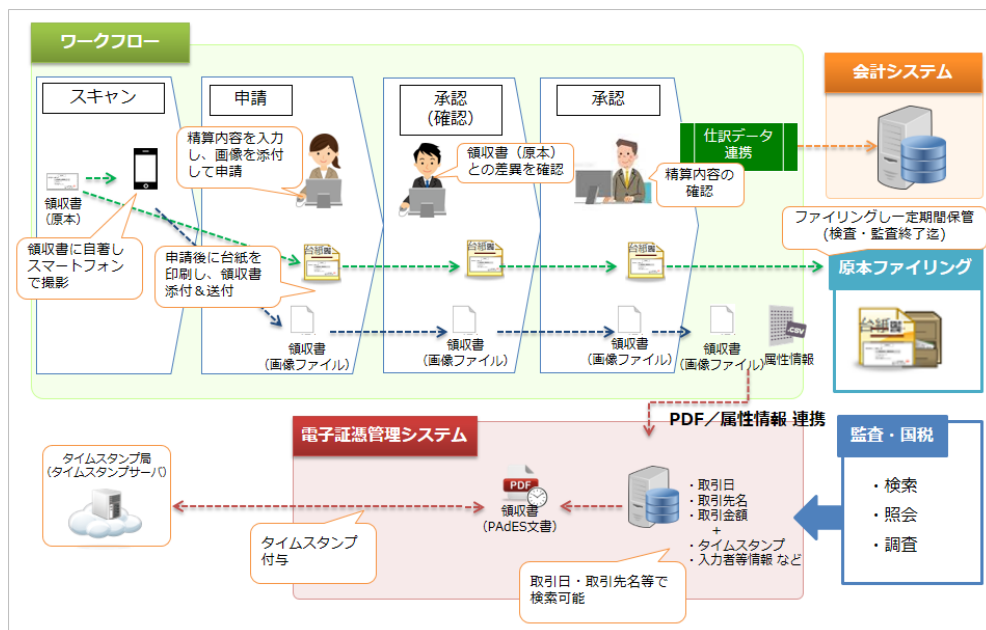 ワークフロー
スキャン
申請
承認
（確認）
承認
会計システム
精算内容を入力
し、画像を添付
して申請
領収書（原本）
との差異を確認
精算内容の
確認
仕訳データ
連携
領収書
（原本）
領収書に自著し
スマートフォン
で撮影
申請後に台紙を
印刷し、領収書
添付＆送付
台紙
台紙
台紙
ファイリングし一定期間保管
(検査・監査終了迄)
原本ファイリング
台紙
領収書
（画像ファイル）
領収書
（画像ファイル）
領収書
（画像ファイル）
領収書
（画像ファイル）
.CSV
属性情報
PDF／属性情報 連携
電子証憑管理システム
タイムスタンプ局
（タイムスタンプサーバ）
タイムスタンプ
付与
PDF
領収書
（PAdES文書）
・取引日
・取引先名
・取引金額
+
・タイムスタンプ
・入力者等情報 など
取引日・取引先名等で
検索可能
監査・国税
・検索
・照会
・調査